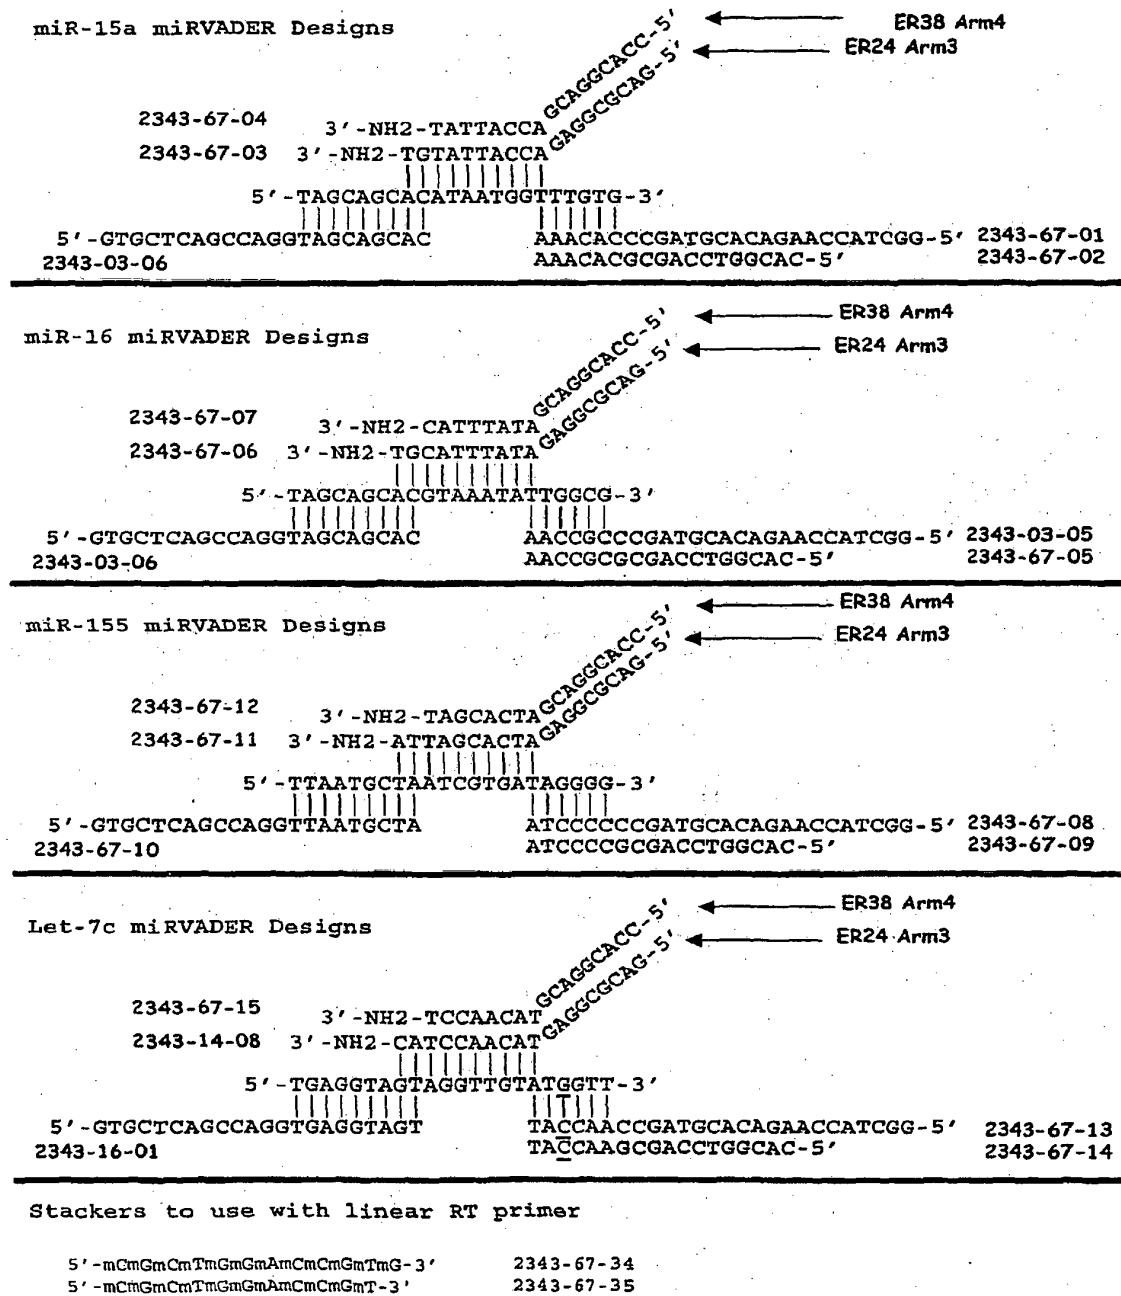 miR-15a miRVADER Designs
GCAGGCACC-5′
ER38 Arm4
GAGGCGCAG-5′
ER24 Arm3
2343-67-04 3′-NH2-TATTACCA
2343-67-03 3′-NH2-TGTATTACCA
5′-TAGCAGCACATAATGGTTTGTG-3′
5′-GTGCTCAGCCAGGTAGCAGCAC AAACACCCGATGCACAGAACCATCGG-5′ 2343-67-01
2343-03-06 AAACACGCGACCTGGCAC-5′ 2343-67-02
miR-16 miRVADER Designs
GCAGGCACC-5′
ER38 Arm4
GAGGCGCAG-5′
ER24 Arm3
2343-67-07 3′-NH2-CATTTATA
2343-67-06 3′-NH2-TGCATTTATA
5′-TAGCAGCACGTAAATATTGGCG-3′
5′-GTGCTCAGCCAGGTAGCAGCAC AACCGCCCGATGCACAGAACCATCGG-5′ 2343-03-05
2343-03-06 AACCGCGCGACCTGGCAC-5′ 2343-67-05
miR-155 miRVADER Designs
GCAGGCACC-5′
ER38 Arm4
GAGGCGCAG-5′
ER24 Arm3
2343-67-12 3′-NH2-TAGCACTA
2343-67-11 3′-NH2-ATTAGCACTA
5′-TTAATGCTAATCGTGATAGGGG-3′
5′-GTGCTCAGCCAGGTTAATGCTA ATCCCCCCGATGCACAGAACCATCGG-5′ 2343-67-08
2343-67-10 ATCCCCGCGACCTGGCAC-5′ 2343-67-09
Let-7c miRVADER Designs
GCAGGCACC-5′
ER38 Arm4
GAGGCGCAG-5′
ER24 Arm3
2343-67-15 3′-NH2-TCCAACAT
2343-14-08 3′-NH2-CATCCAACAT
5′-TGAGGTAGTAGGTTGTATGGTT-3′
5′-GTGCTCAGCCAGGTGAGGTAGT TACCAACCGATGCACAGAACCATCGG-5′ 2343-67-13
2343-16-01 TACCAAGCGACCTGGCAC-5′ 2343-67-14
Stackers to use with linear RT primer
5′-mCmGmCmTmGmGmAmCmCmGmTmG-3′ 2343-67-34
5′-mCmGmCmTmGmGmAmCmCmGmT-3′ 2343-67-35